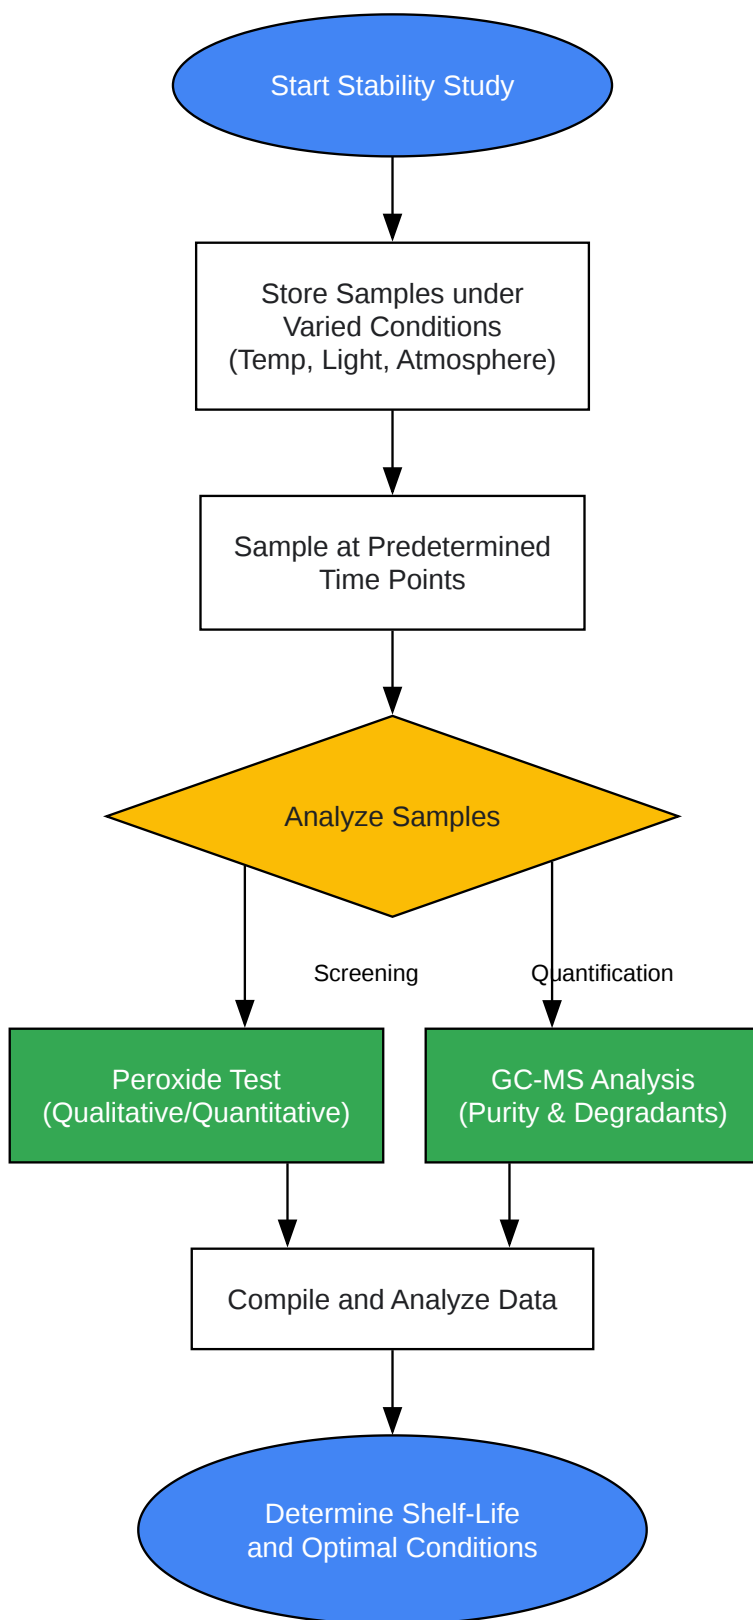 Start Stability Study
Store Samples under
Varied Conditions
(Temp, Light, Atmosphere)
Sample at Predetermined
Time Points
Analyze Samples
Screening
Quantification
Peroxide Test
(Qualitative/Quantitative)
GC-MS Analysis
(Purity & Degradants)
Compile and Analyze Data
Determine Shelf-Life
and Optimal Conditions